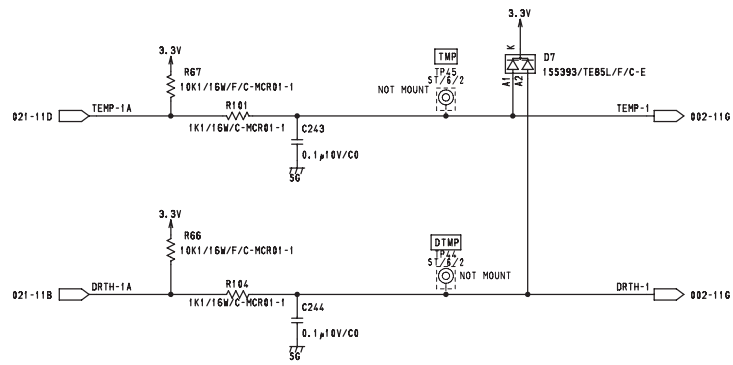 3.3V
K
D7
1SS393/TE85L/F/C-E
A1
A2
3.3V
R67
10K1/16W/F/C-MCR01-1
TMP
TP45
ST/6/2
NOT MOUNT
021-11D
TEMP-1A
R101
1K1/16W/C-MCR01-1
TEMP-1
002-11G
C243
0.1µ10V/C0
SG
3.3V
R66
10K1/16W/F/C-MCR01-1
DTMP
TP44
ST/6/2
NOT MOUNT
021-11B
DRTH-1A
R104
1K1/16W/C-MCR01-1
DRTH-1
002-11G
C244
0.1µ10V/C0
SG